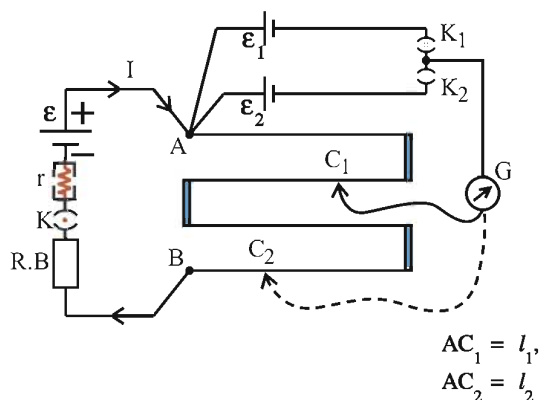 ε₁
K₁
I
ε₂
K₂
ε
+
−
A
r
C₁
G
K
R.B
B
C₂
AC₁ = l₁,
AC₂ = l₂